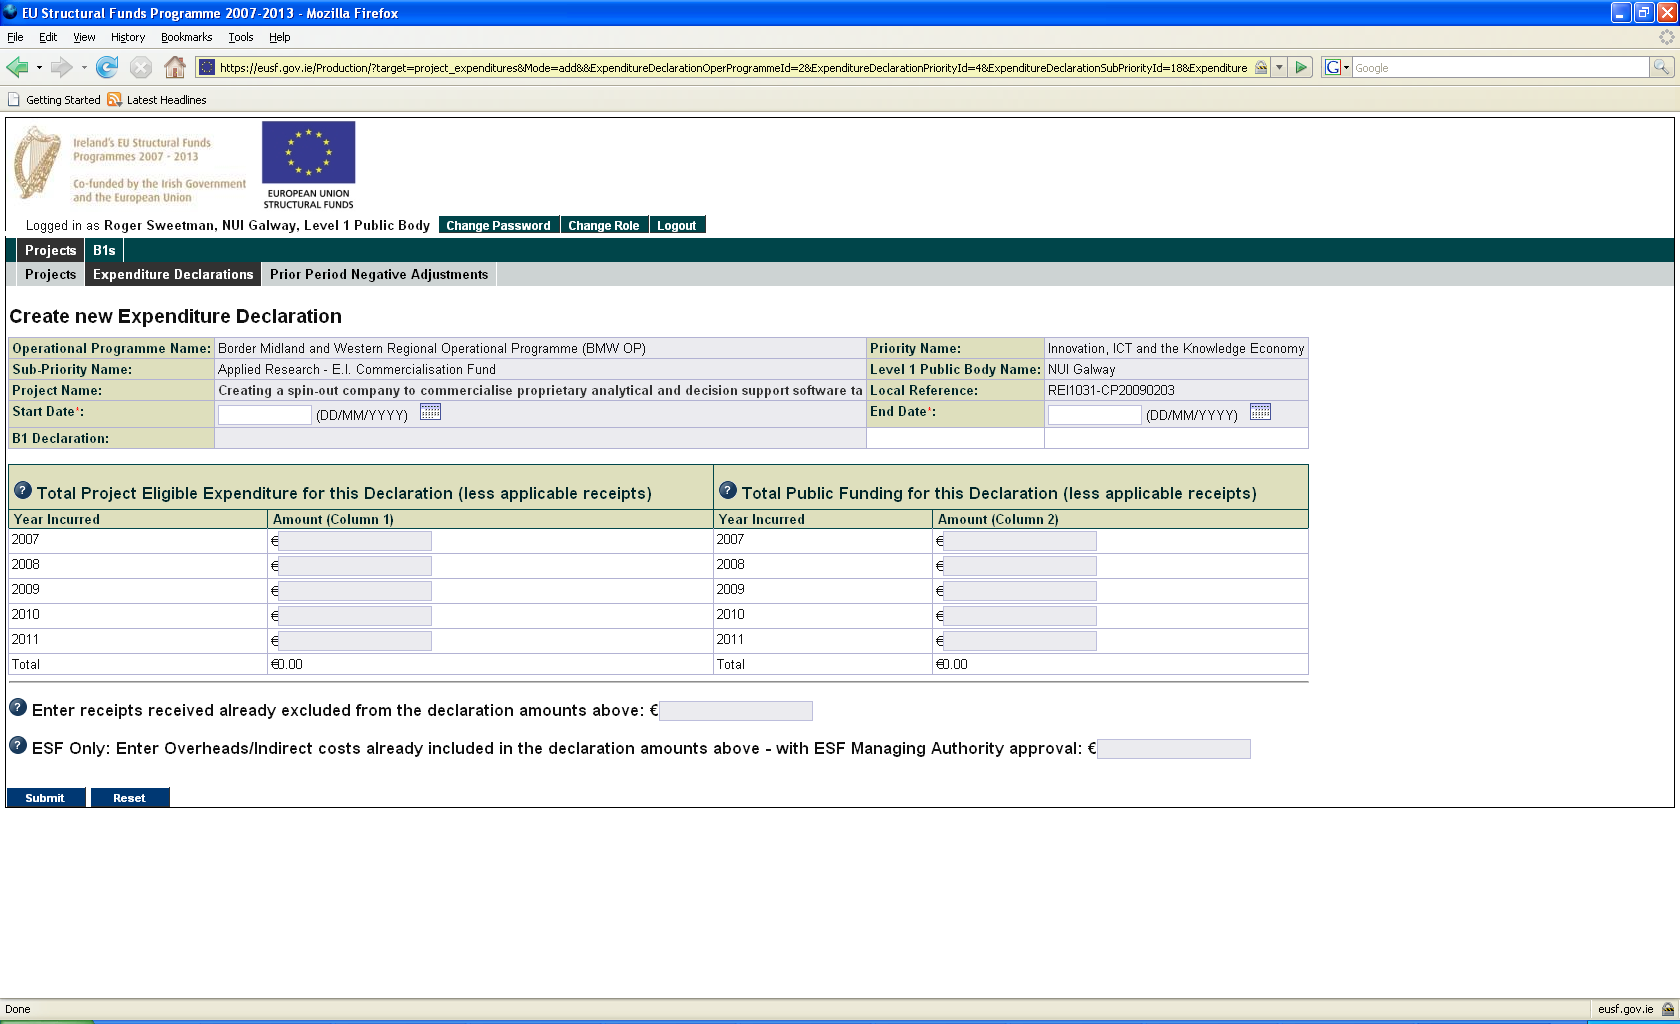 EU Structural Funds Programme 2007-2013 - Mozilla Firefox
File Edit View History Bookmarks Tools Help
https://eusf.gov.ie/Production/?target=project_expenditures&Mode=add&&ExpenditureDeclarationOperProgrammeId=2&ExpenditureDeclarationPriorityId=4&ExpenditureDeclarationSubPriorityId=18&Expenditure G Google
Getting Started Latest Headlines
Ireland's EU Structural Funds
Programmes 2007 - 2013
Co-funded by the Irish Government
and the European Union
EUROPEAN UNION
STRUCTURAL FUNDS
Logged in as Roger Sweetman, NUI Galway, Level 1 Public Body Change Password Change Role Logout
Projects B1s
Projects Expenditure Declarations Prior Period Negative Adjustments
Create new Expenditure Declaration
Operational Programme Name: Border Midland and Western Regional Operational Programme (BMW OP) Priority Name: Innovation, ICT and the Knowledge Economy
Sub-Priority Name: Applied Research - E.I. Commercialisation Fund Level 1 Public Body Name: NUI Galway
Project Name: Creating a spin-out company to commercialise proprietary analytical and decision support software ta Local Reference: REI1031-CP20090203
Start Date*: (DD/MM/YYYY) End Date*: (DD/MM/YYYY)
B1 Declaration:
? Total Project Eligible Expenditure for this Declaration (less applicable receipts) ? Total Public Funding for this Declaration (less applicable receipts)
Year Incurred Amount (Column 1) Year Incurred Amount (Column 2)
2007 € 2007 €
2008 € 2008 €
2009 € 2009 €
2010 € 2010 €
2011 € 2011 €
Total €0.00 Total €0.00
? Enter receipts received already excluded from the declaration amounts above: €
? ESF Only: Enter Overheads/Indirect costs already included in the declaration amounts above - with ESF Managing Authority approval: €
Submit Reset
Done eusf.gov.ie